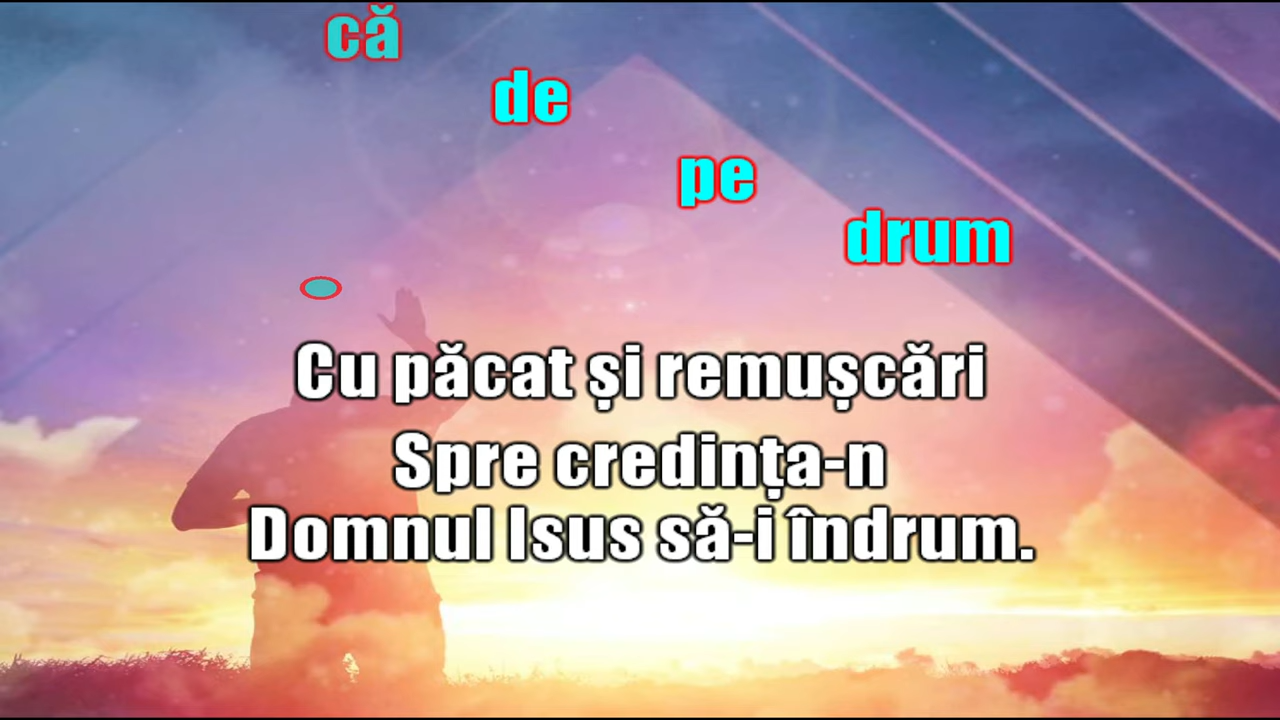 că
de
pe
drum
Cu păcat și remușcări
Spre credința-n
Domnul Isus să-i îndrum.